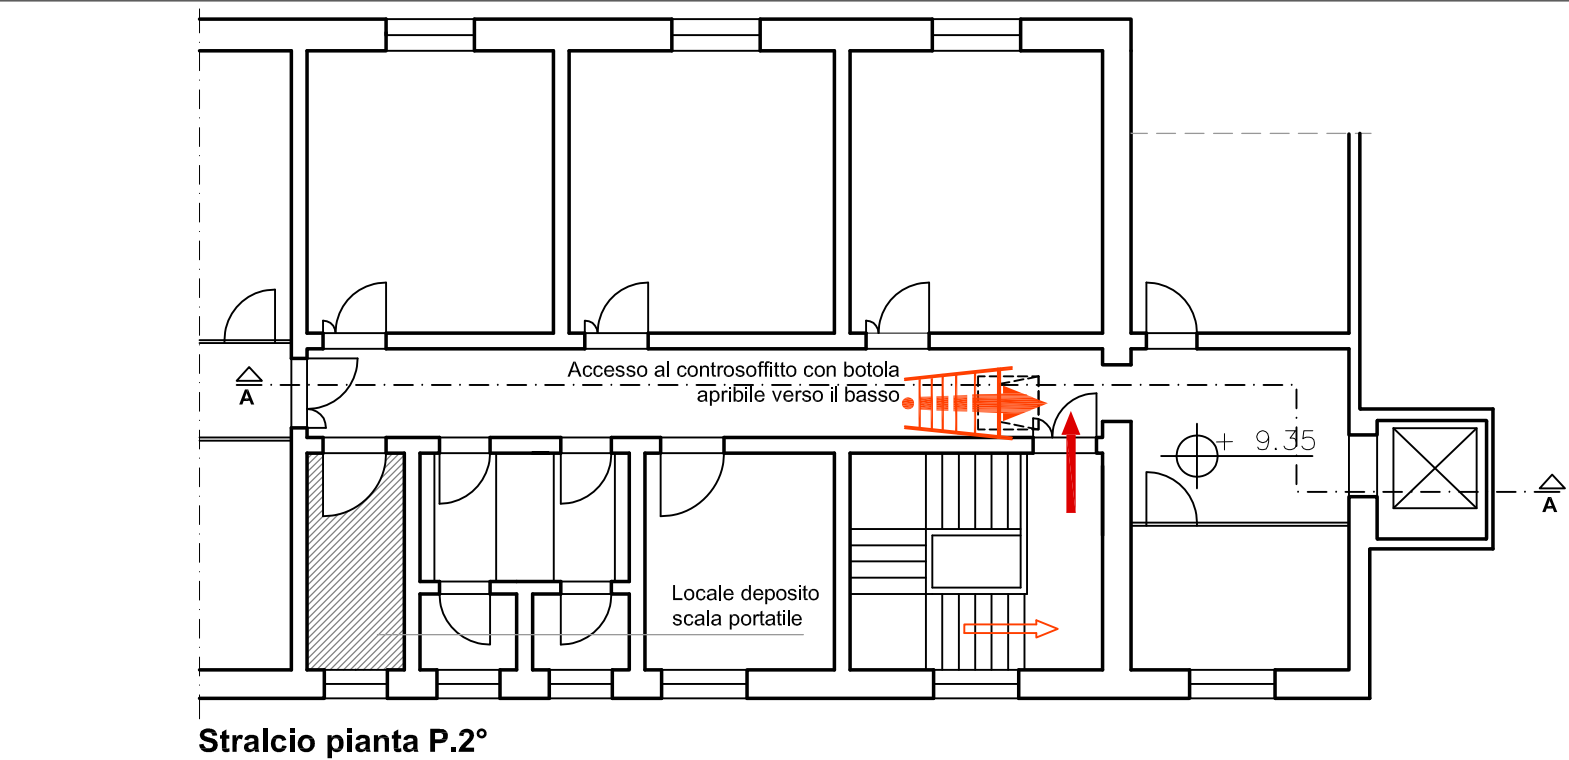 Accesso al controsoffitto con botola
apribile verso il basso
A
+ 9.35
A
Locale deposito
scala portatile
Stralcio pianta P.2°